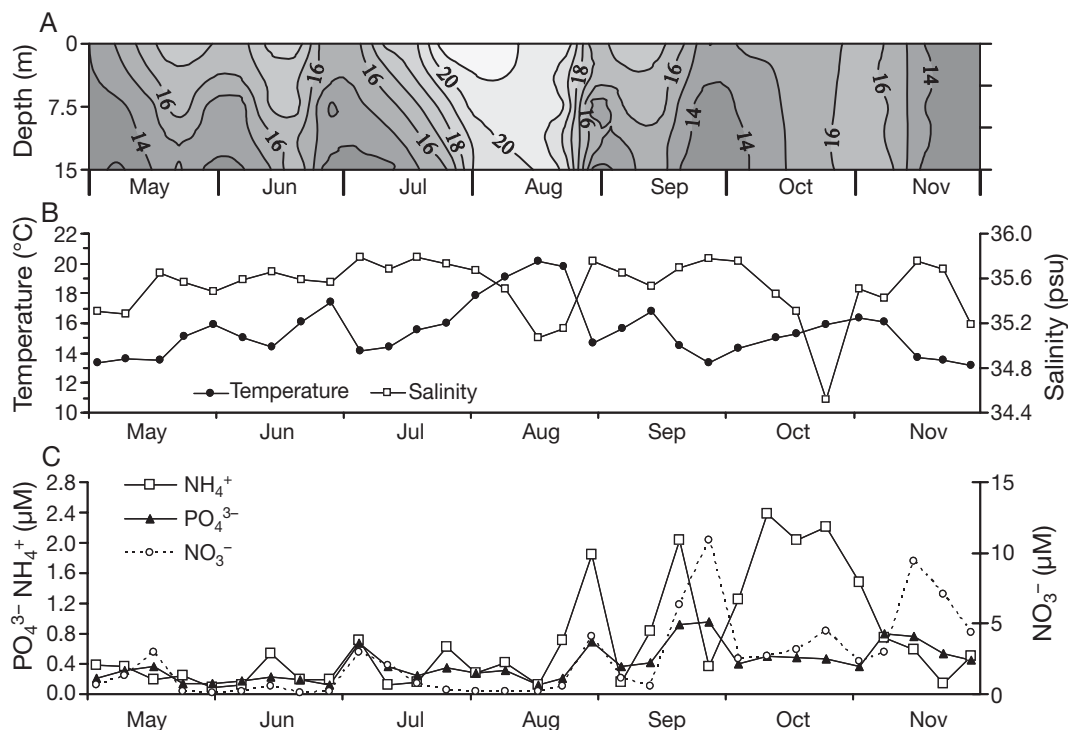 A
Depth (m)
0
7.5
15
14
16
16
16
16
16
18
20
20
18
16
16
14
14
16
16
14
May Jun Jul Aug Sep Oct Nov
B
Temperature (°C)
22
20
18
16
14
12
11
10
Temperature
Salinity
36.0
35.6
35.2
34.8
34.4
Salinity (psu)
May Jun Jul Aug Sep Oct Nov
C
PO₄³⁻ NH₄⁺ (µM)
2.8
2.4
2.0
1.6
1.2
0.8
0.4
0.0
NH₄⁺
PO₄³⁻
NO₃⁻
15
10
5
0
NO₃⁻ (µM)
May Jun Jul Aug Sep Oct Nov